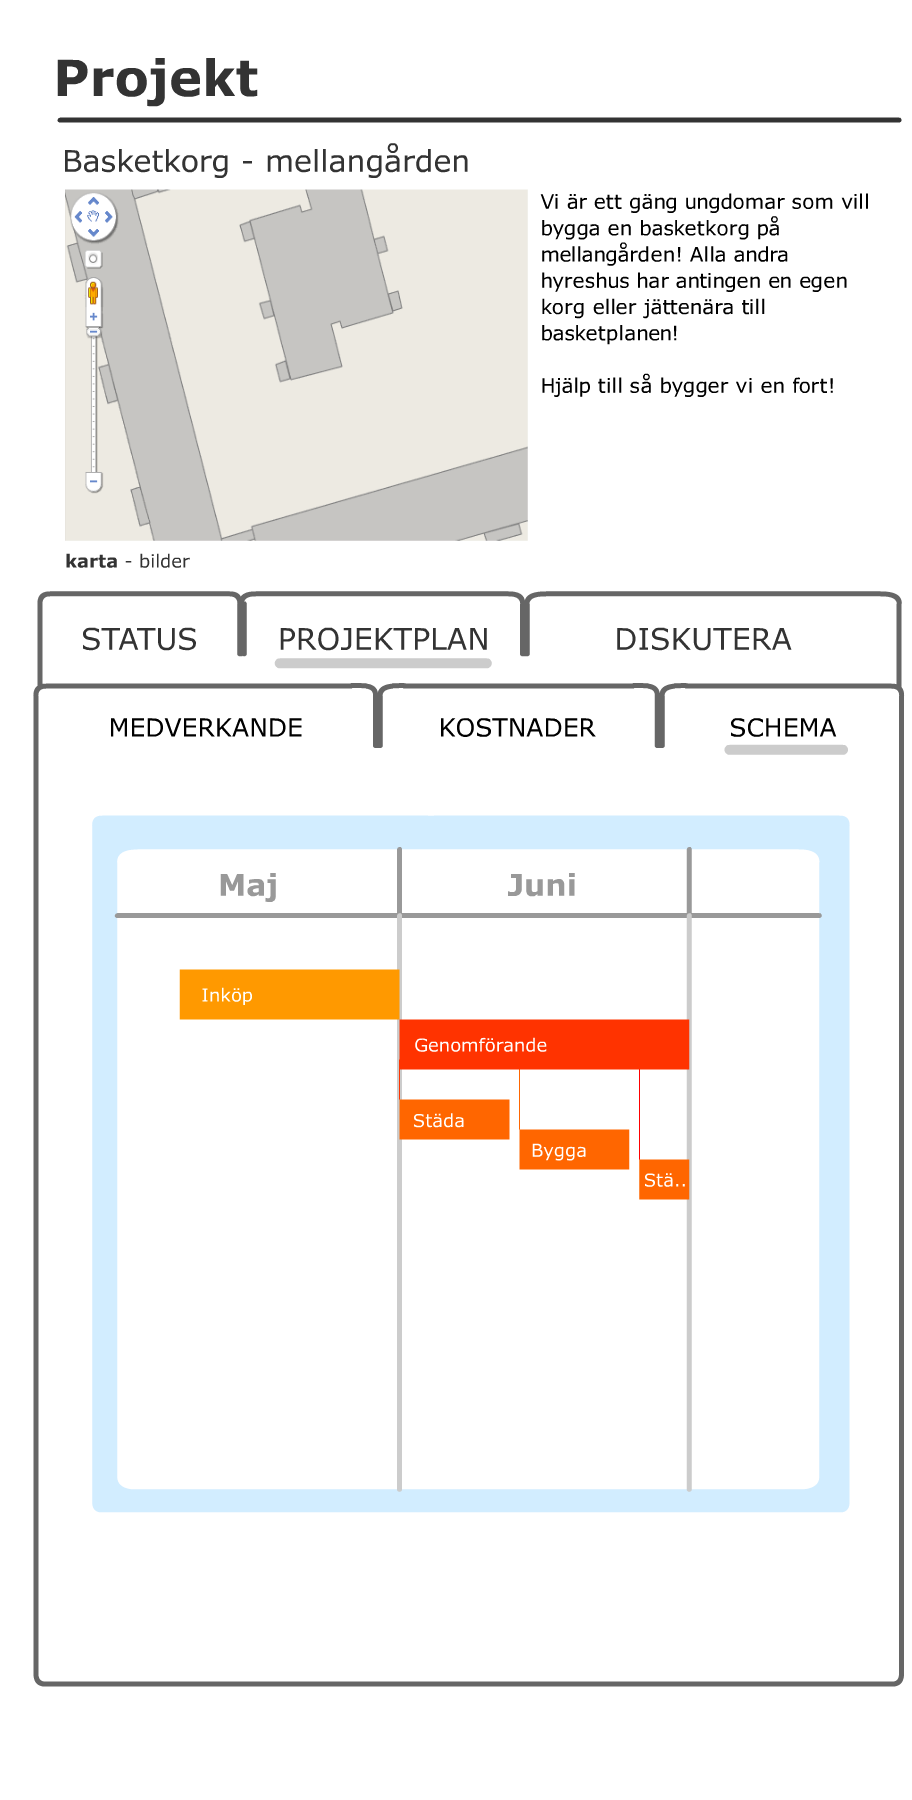 Projekt
Basketkorg - mellangården
Vi är ett gäng ungdomar som vill
bygga en basketkorg på
mellangården! Alla andra
hyreshus har antingen en egen
korg eller jättenära till
basketplanen!
Hjälp till så bygger vi en fort!
karta - bilder
STATUS PROJEKTPLAN DISKUTERA
MEDVERKANDE KOSTNADER SCHEMA
Maj Juni
Inköp
Genomförande
Städa
Bygga
Stä..